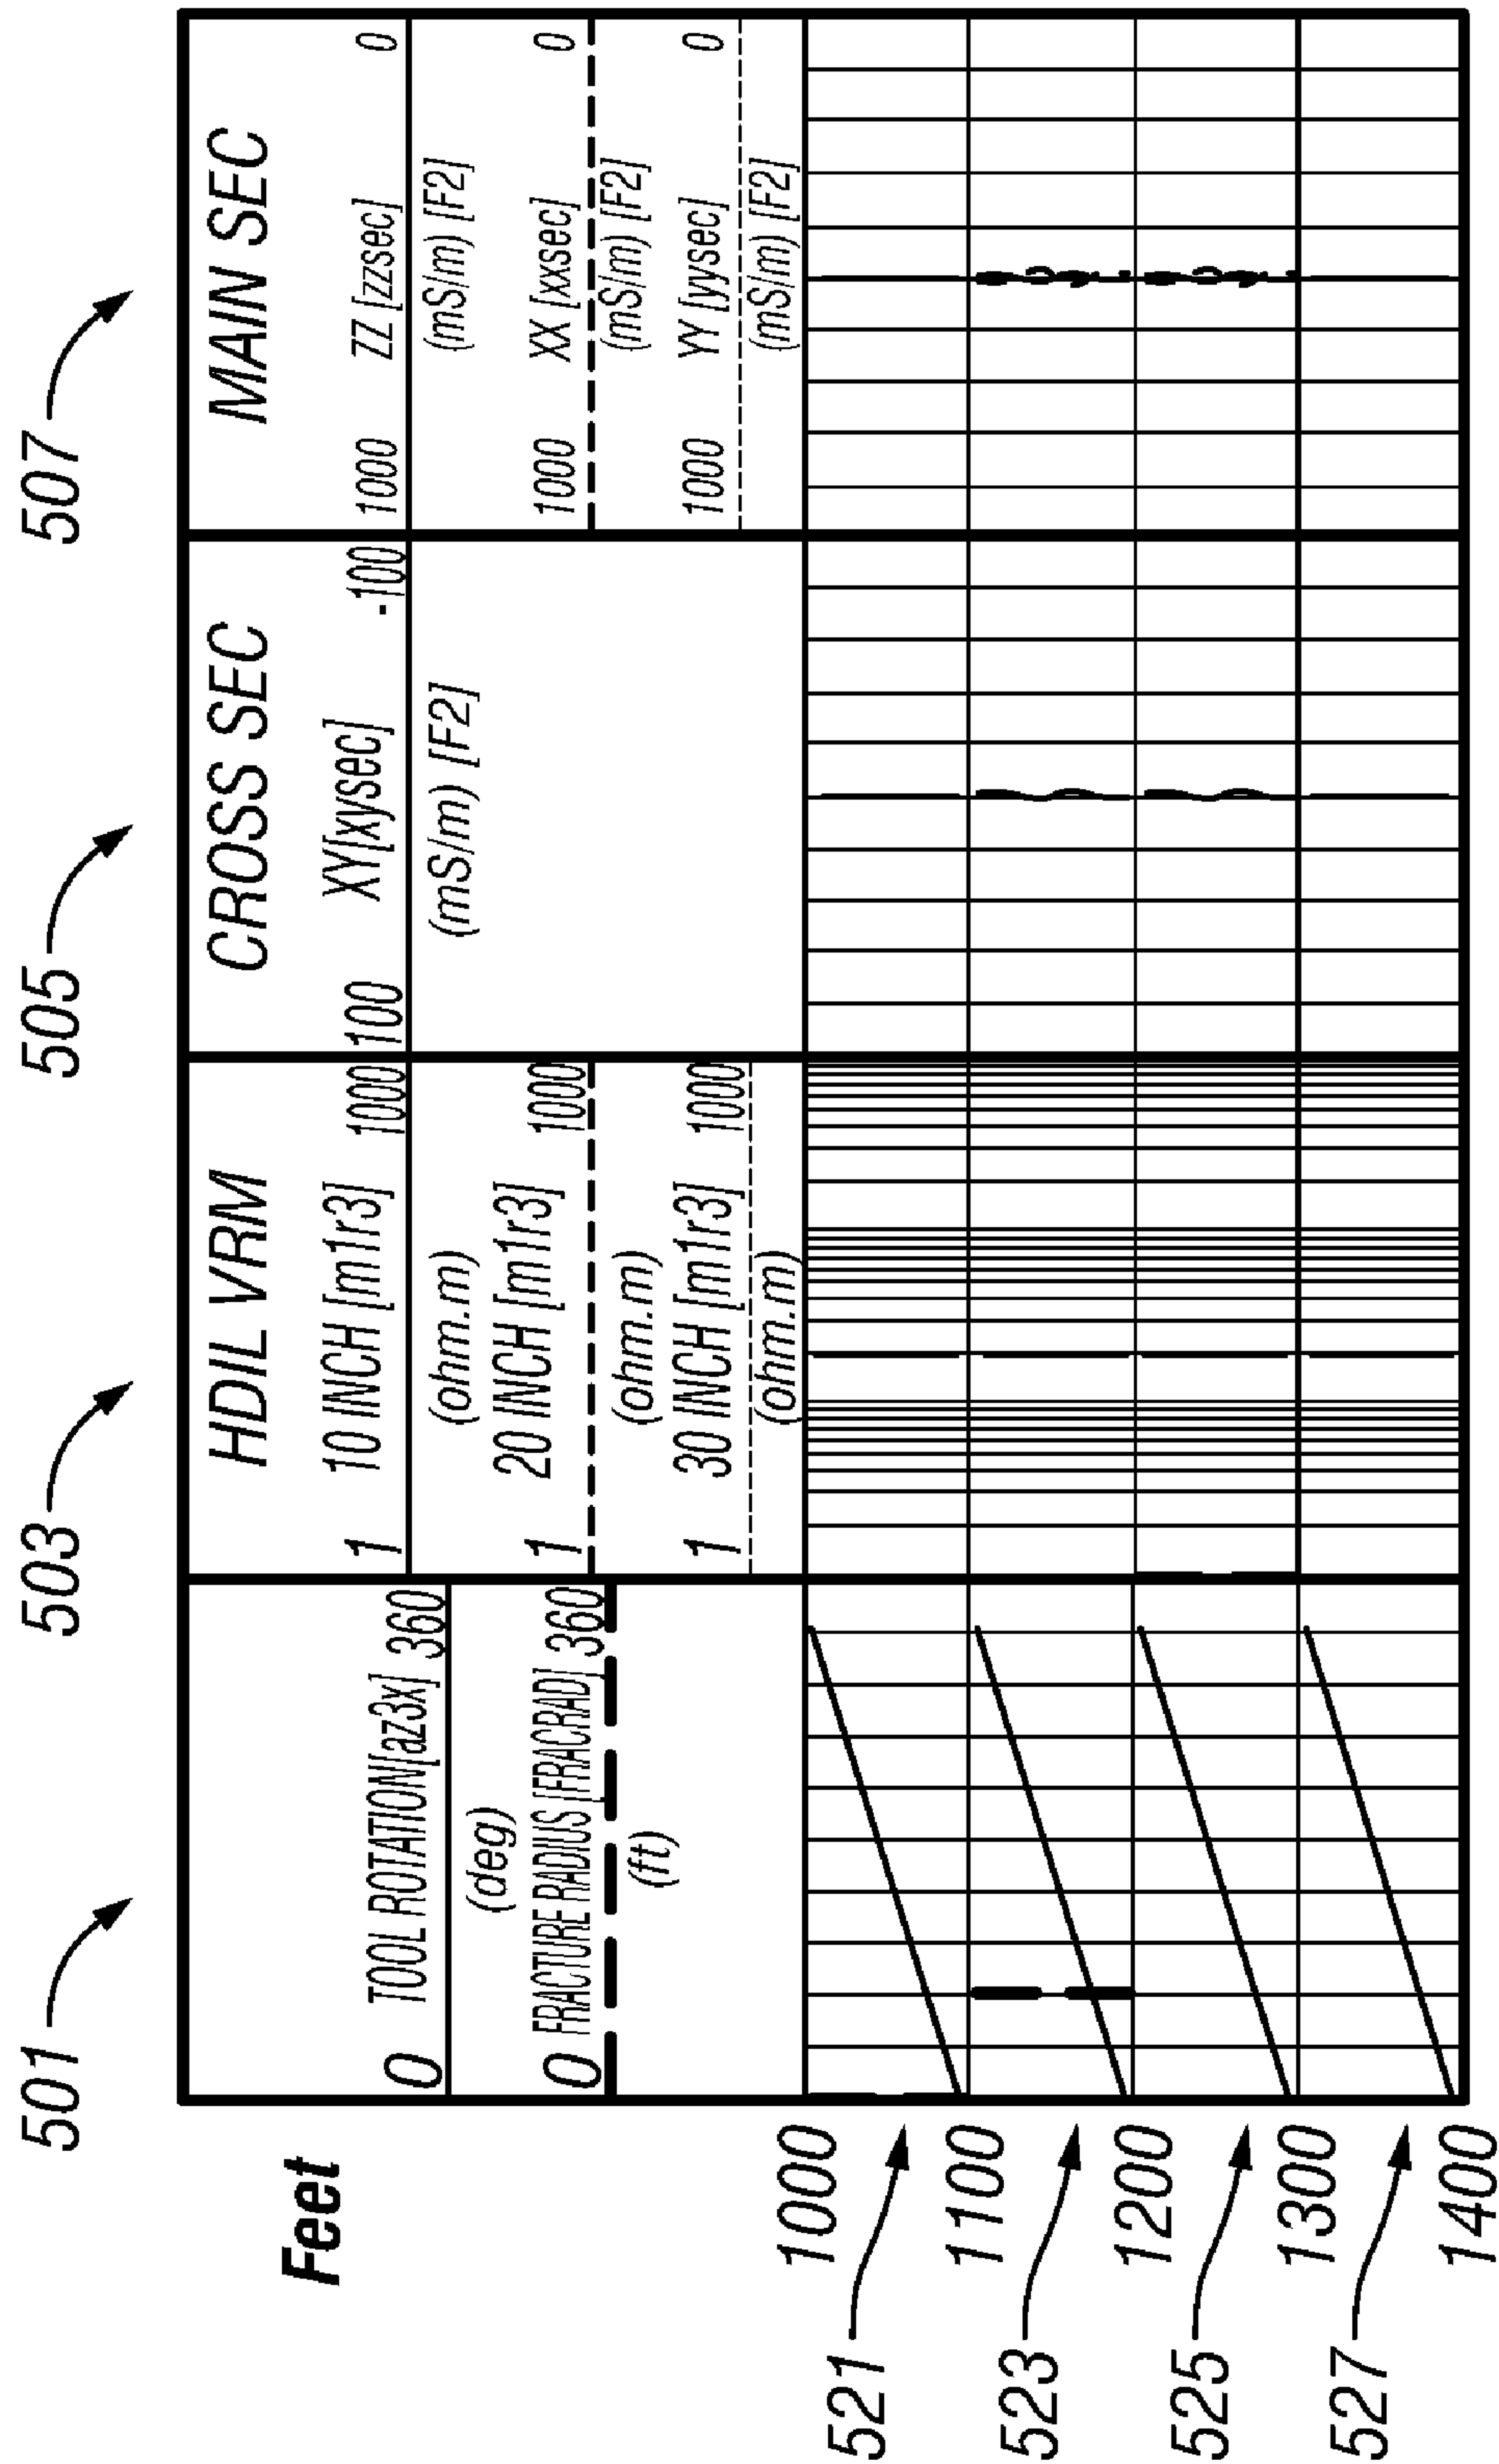 501
503
505
507
Feet
HDIL VRM
CROSS SEC
MAIN SEC
0 TOOL ROTATION[az3x] 360
(deg)
0 FRACTURE RADIUS [FRACRAD] 360
(ft)
1 10 INCH [m1r3] 1000
(ohm.m)
1 20 INCH [m1r3] 1000
(ohm.m)
1 30 INCH [m1r3] 1000
(ohm.m)
100 XY[xysec] -100
(mS/m) [F2]
1000 ZZ [zzsec] 0
(mS/m) [F2]
1000 XX [xxsec] 0
(mS/m) [F2]
1000 YY [yysec] 0
(mS/m) [F2]
1000
521
1100
523
1200
525
1300
527
1400